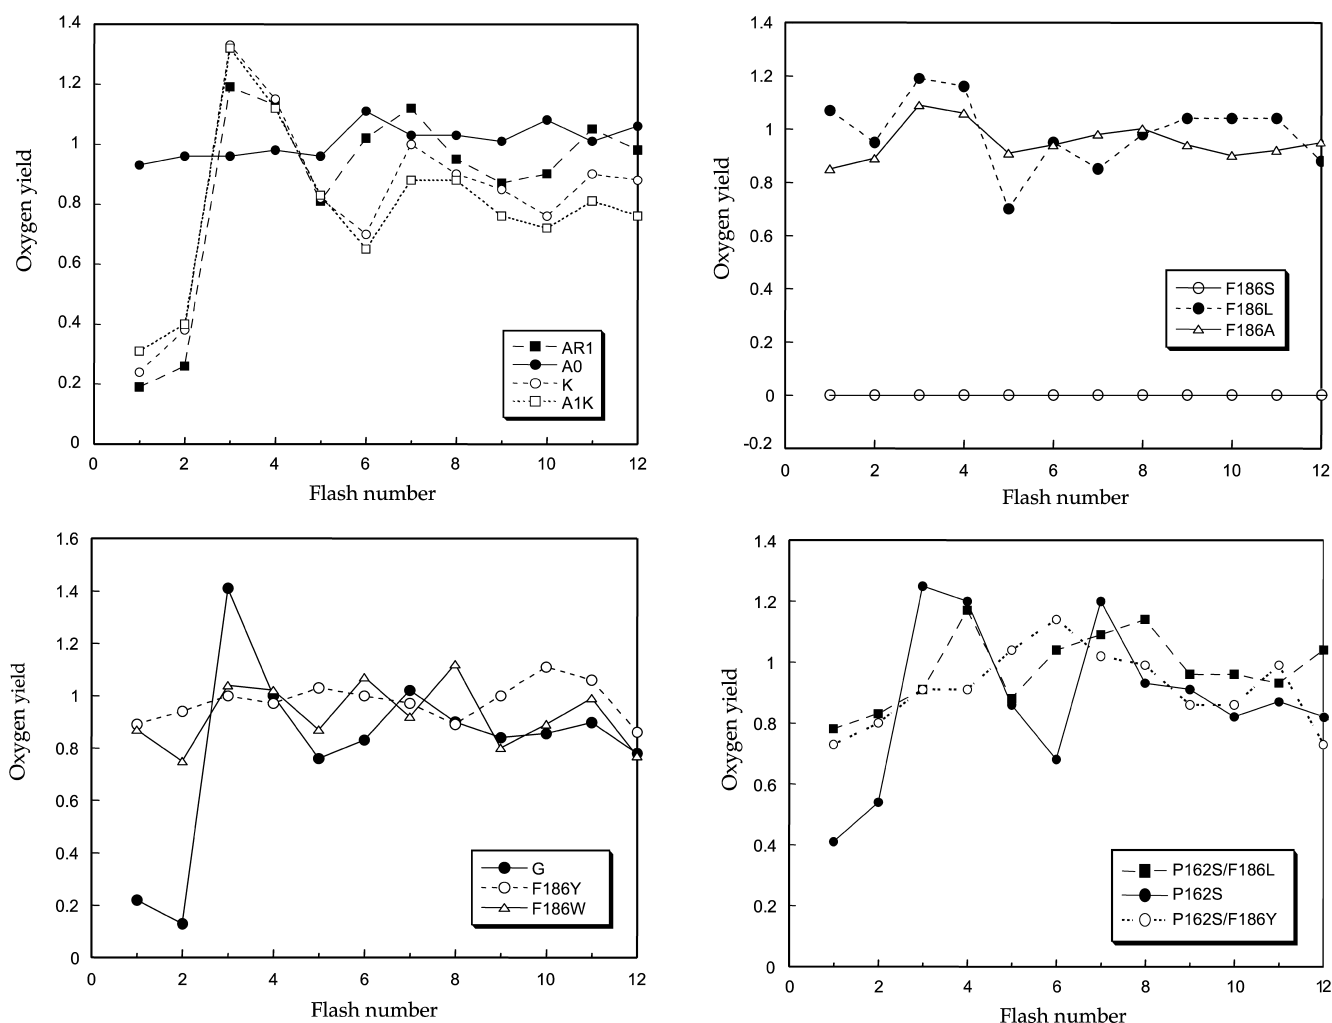 1.4
1.2
1
0.8
0.6
0.4
0.2
0
0 2 4 6 8 10 12
Oxygen yield
Flash number
AR1
A0
K
A1K
1.4
1.2
1
0.8
0.6
0.4
0.2
0
-0.2
0 2 4 6 8 10 12
Oxygen yield
Flash number
F186S
F186L
F186A
1.6
1.4
1.2
1
0.8
0.6
0.4
0.2
0
0 2 4 6 8 10 12
Oxygen yield
Flash number
G
F186Y
F186W
1.4
1.2
1
0.8
0.6
0.4
0.2
0
0 2 4 6 8 10 12
Oxygen yield
Flash number
P162S/F186L
P162S
P162S/F186Y